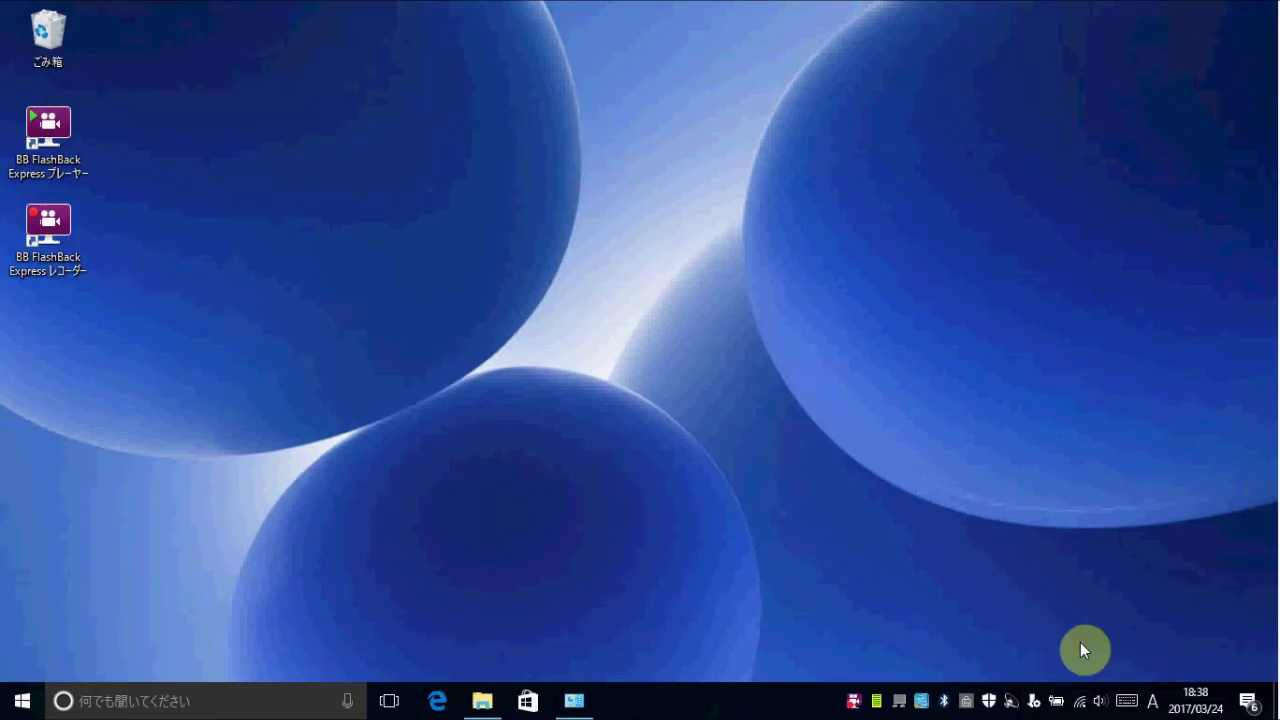 ごみ箱
BB FlashBack
Express プレーヤー
BB FlashBack
Express レコーダー
何でも聞いてください
A
18:38
2017/03/24
6